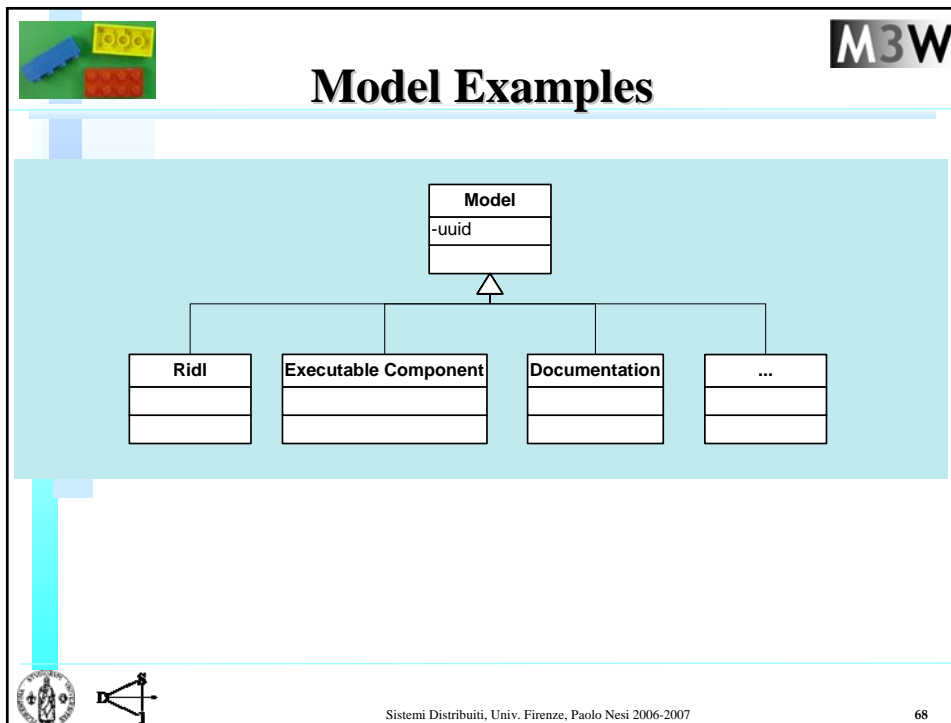 M3W
Model Examples
Model
-uuid
Ridl
Executable Component
Documentation
...
D S I
Sistemi Distribuiti, Univ. Firenze, Paolo Nesi 2006-2007
68